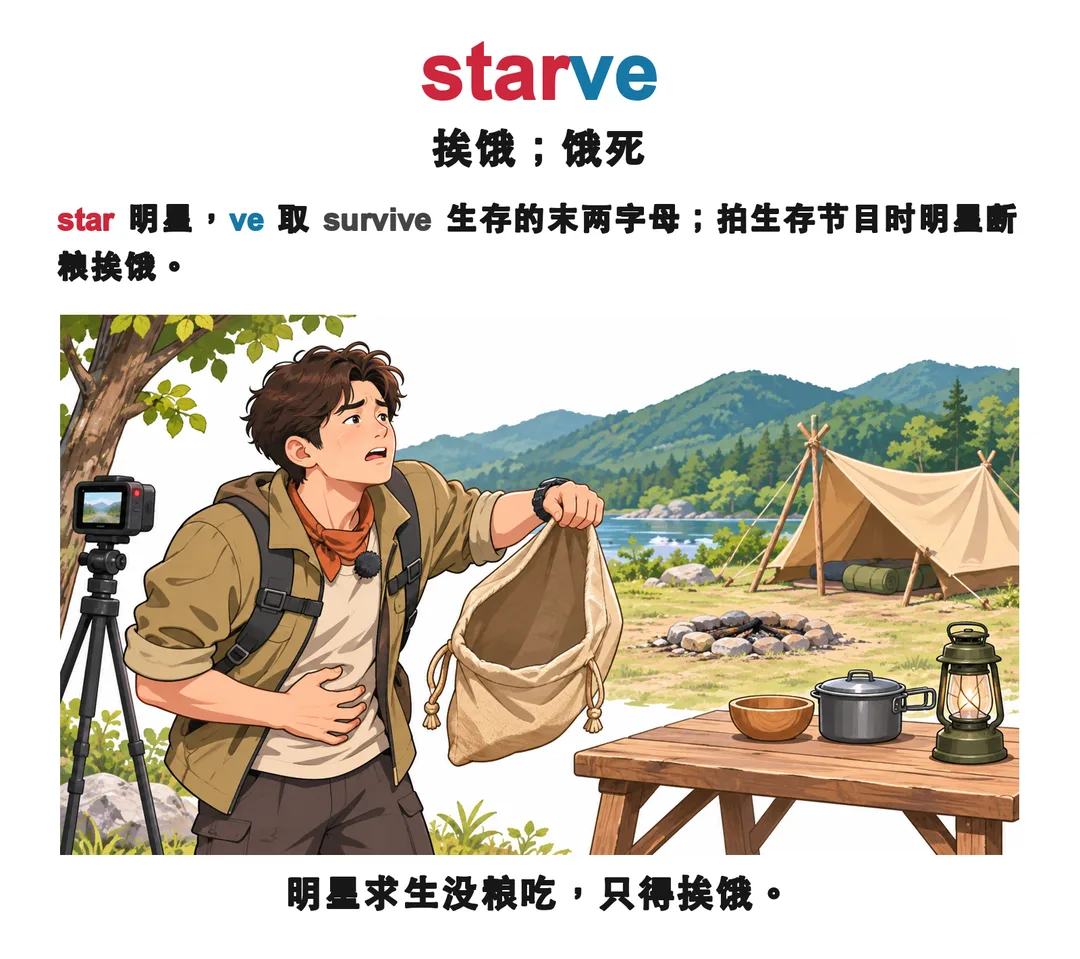 starve
挨饿；饿死
star 明星，ve 取 survive 生存的末两字母；拍生存节目时明星断
粮挨饿。
明星求生没粮吃，只得挨饿。